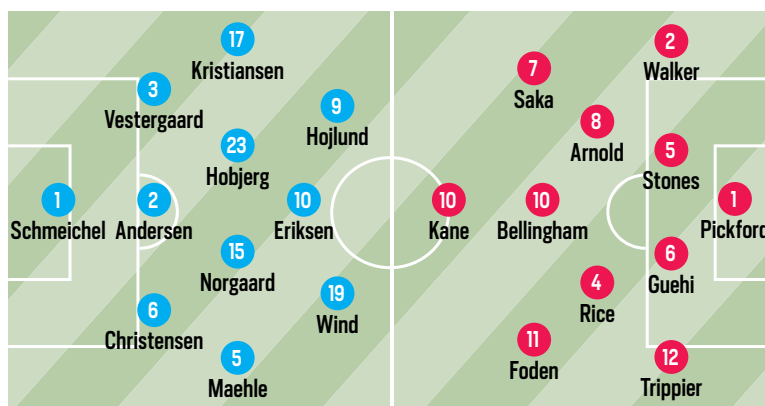 1
Schmeichel
3
Vestergaard
2
Andersen
6
Christensen
17
Kristiansen
23
Hobjerg
15
Norgaard
5
Maehle
10
Eriksen
9
Hojlund
19
Wind
10
Kane
7
Saka
10
Bellingham
11
Foden
8
Arnold
4
Rice
2
Walker
5
Stones
6
Guehi
12
Trippier
1
Pickford